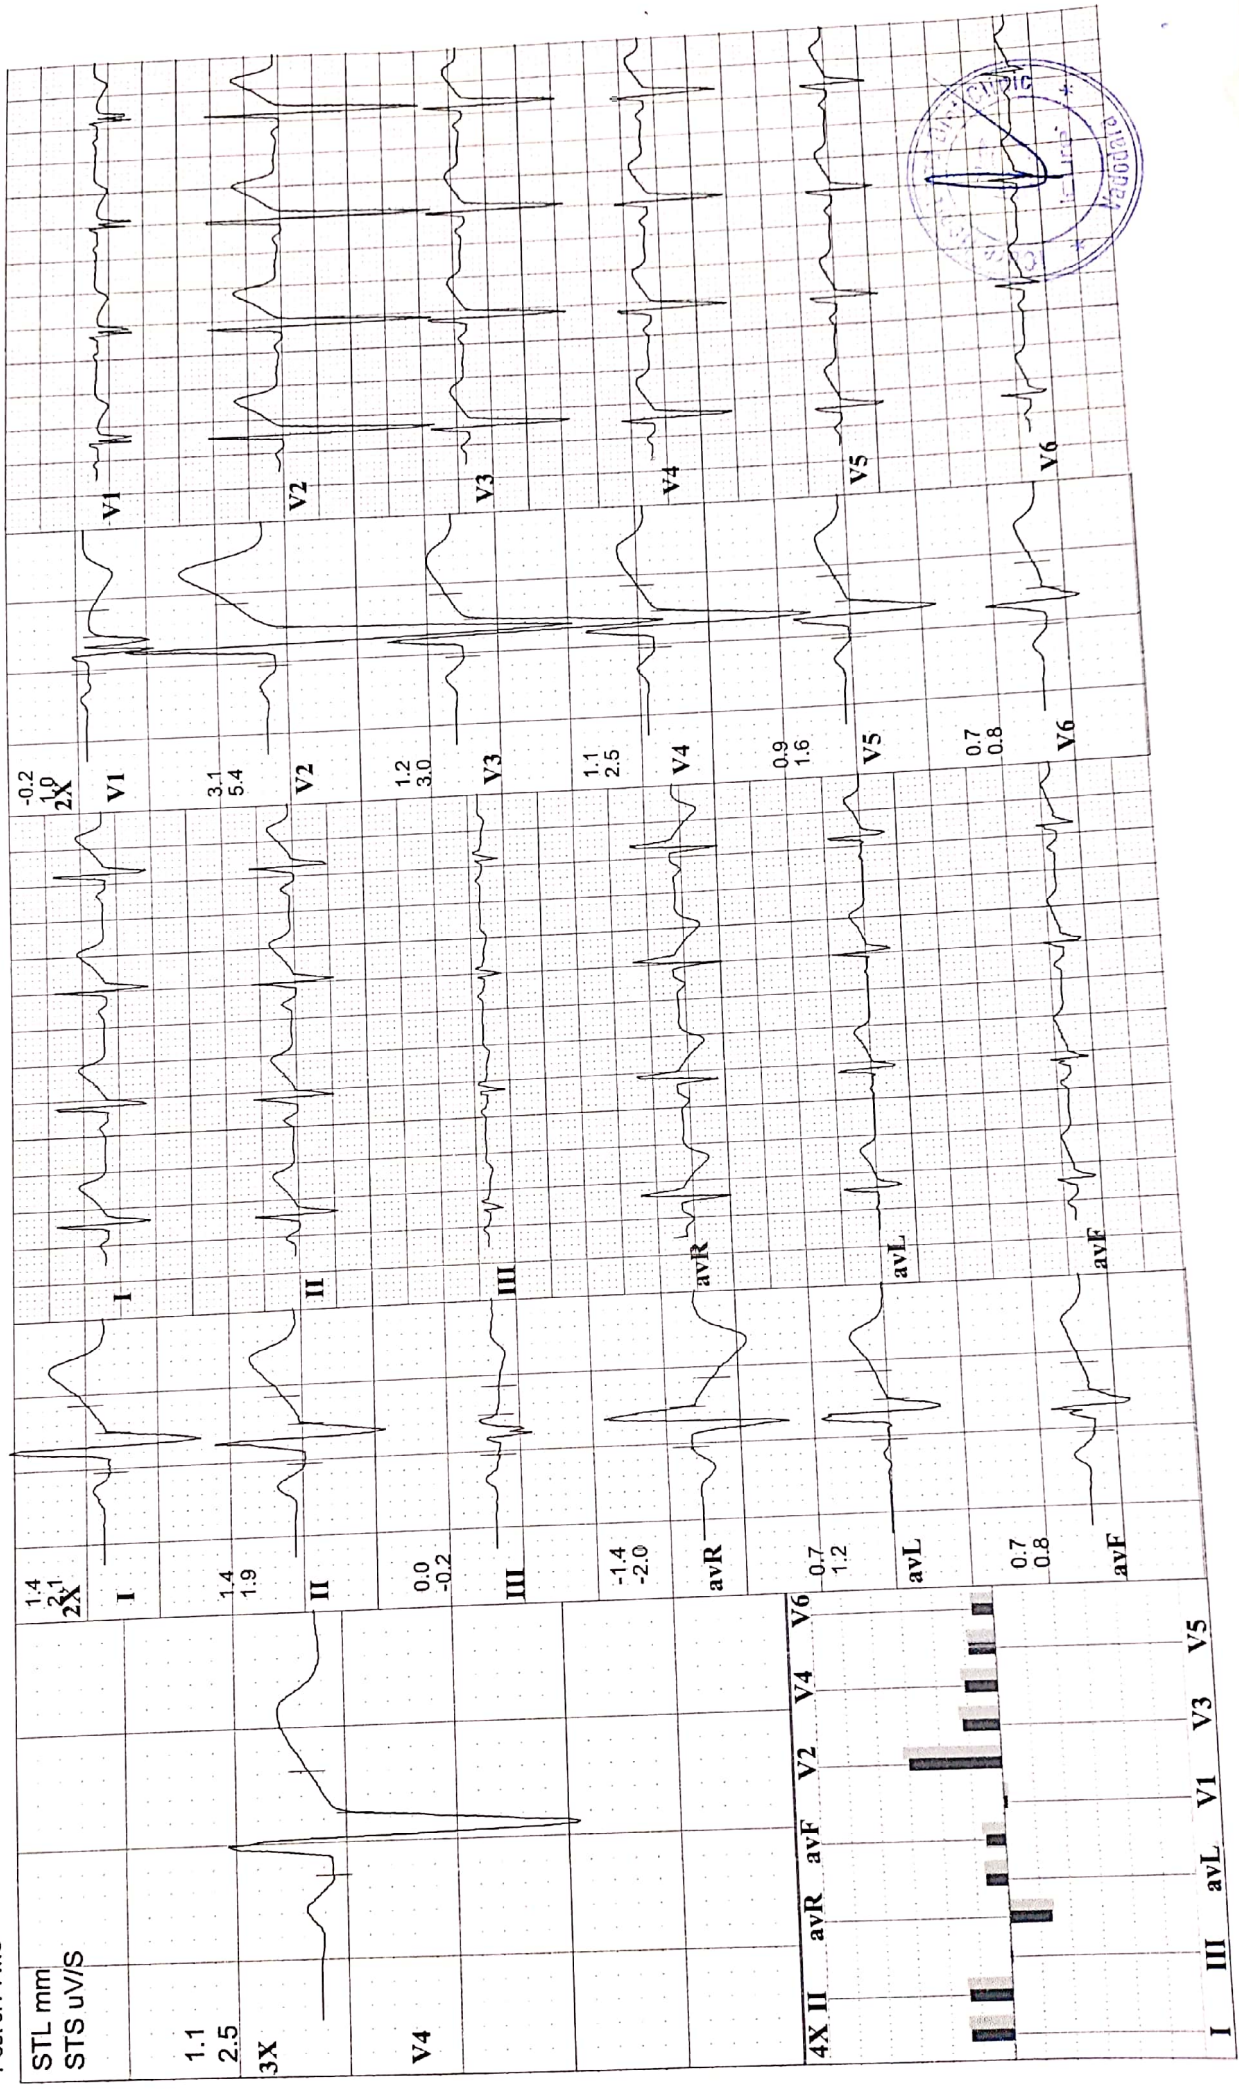 STL mm
STS uV/S
1.1
2.5
3X
V4
4X II
avR
avF
V2
V4
V6
I
III
avL
V1
V3
V5
1.4
2.1
2X
I
1.4
1.9
II
0.0
-0.2
III
-1.4
-2.0
avR
0.7
1.2
avL
0.7
0.8
avF
I
II
III
avR
avL
avF
-0.2
1.0
2X
V1
3.1
5.4
V2
1.2
3.0
V3
1.1
2.5
V4
0.9
1.6
V5
0.7
0.8
V6
V1
V2
V3
V4
V5
V6
Vadodara